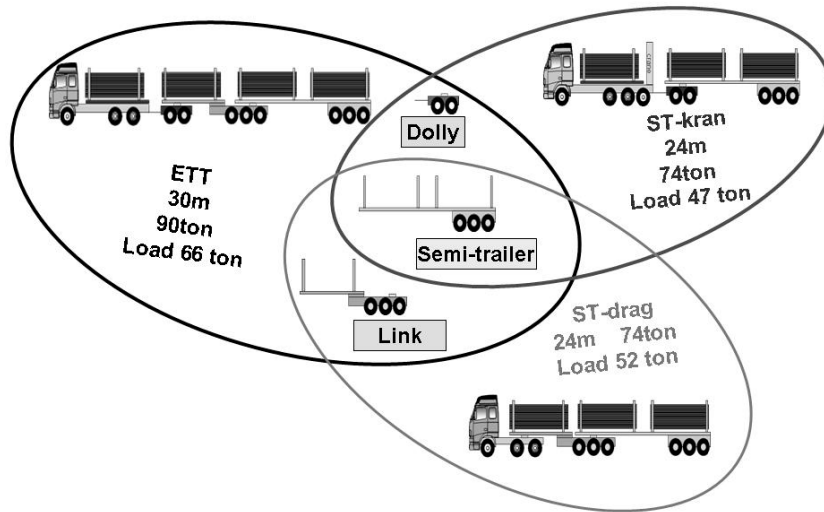 crane
Dolly
ST-kran
24m
74ton
Load 47 ton
ETT
30m
90ton
Load 66 ton
Semi-trailer
ST-drag
24m 74ton
Load 52 ton
Link